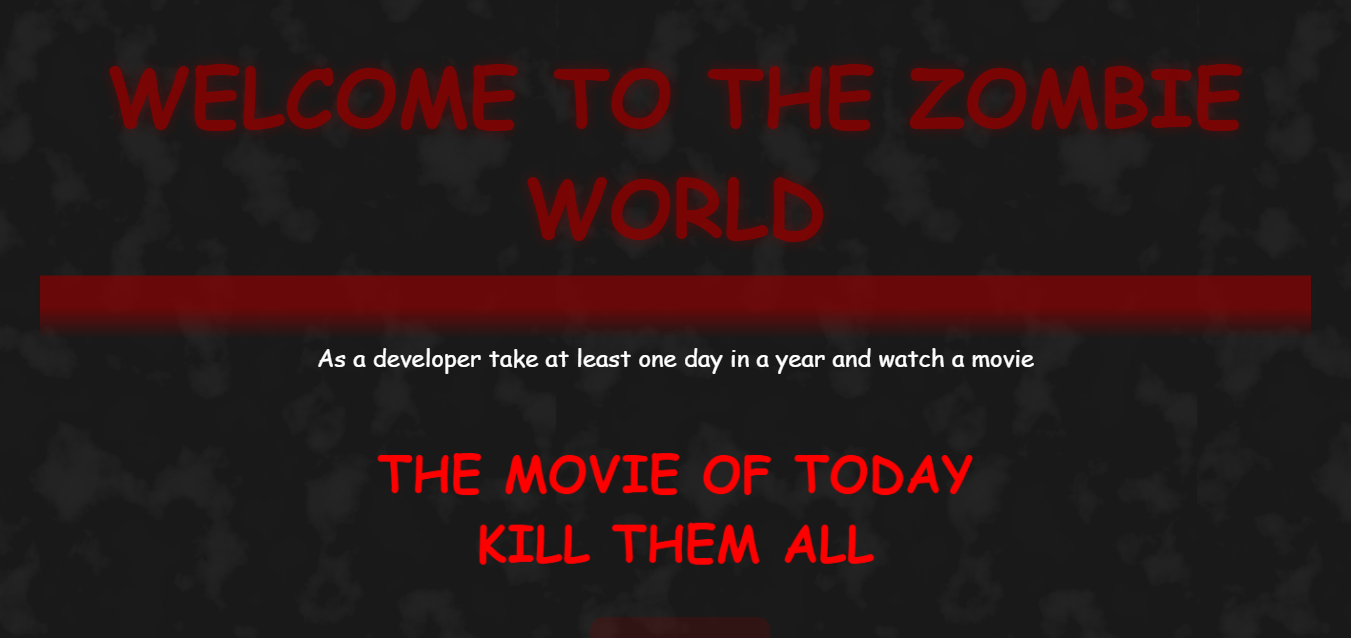 WELCOME TO THE ZOMBIE
WORLD
As a developer take at least one day in a year and watch a movie
THE MOVIE OF TODAY
KILL THEM ALL